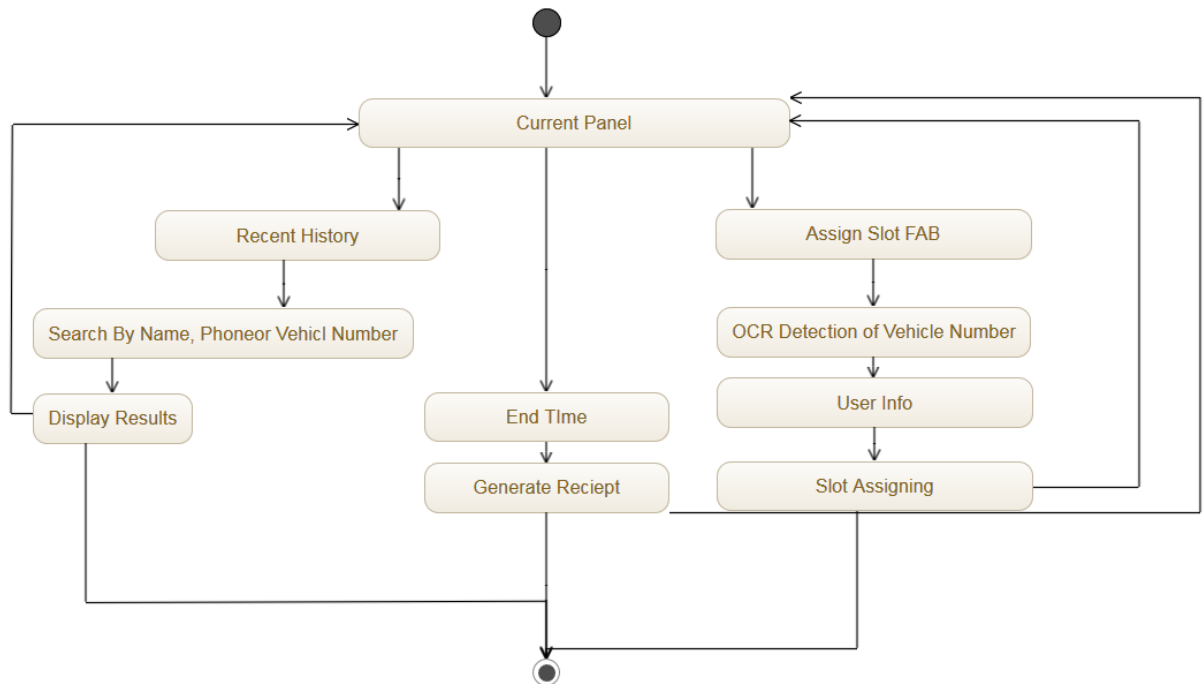 Current Panel
Recent History
Assign Slot FAB
Search By Name, Phoneor Vehicl Number
OCR Detection of Vehicle Number
Display Results
End TIme
User Info
Generate Reciept
Slot Assigning